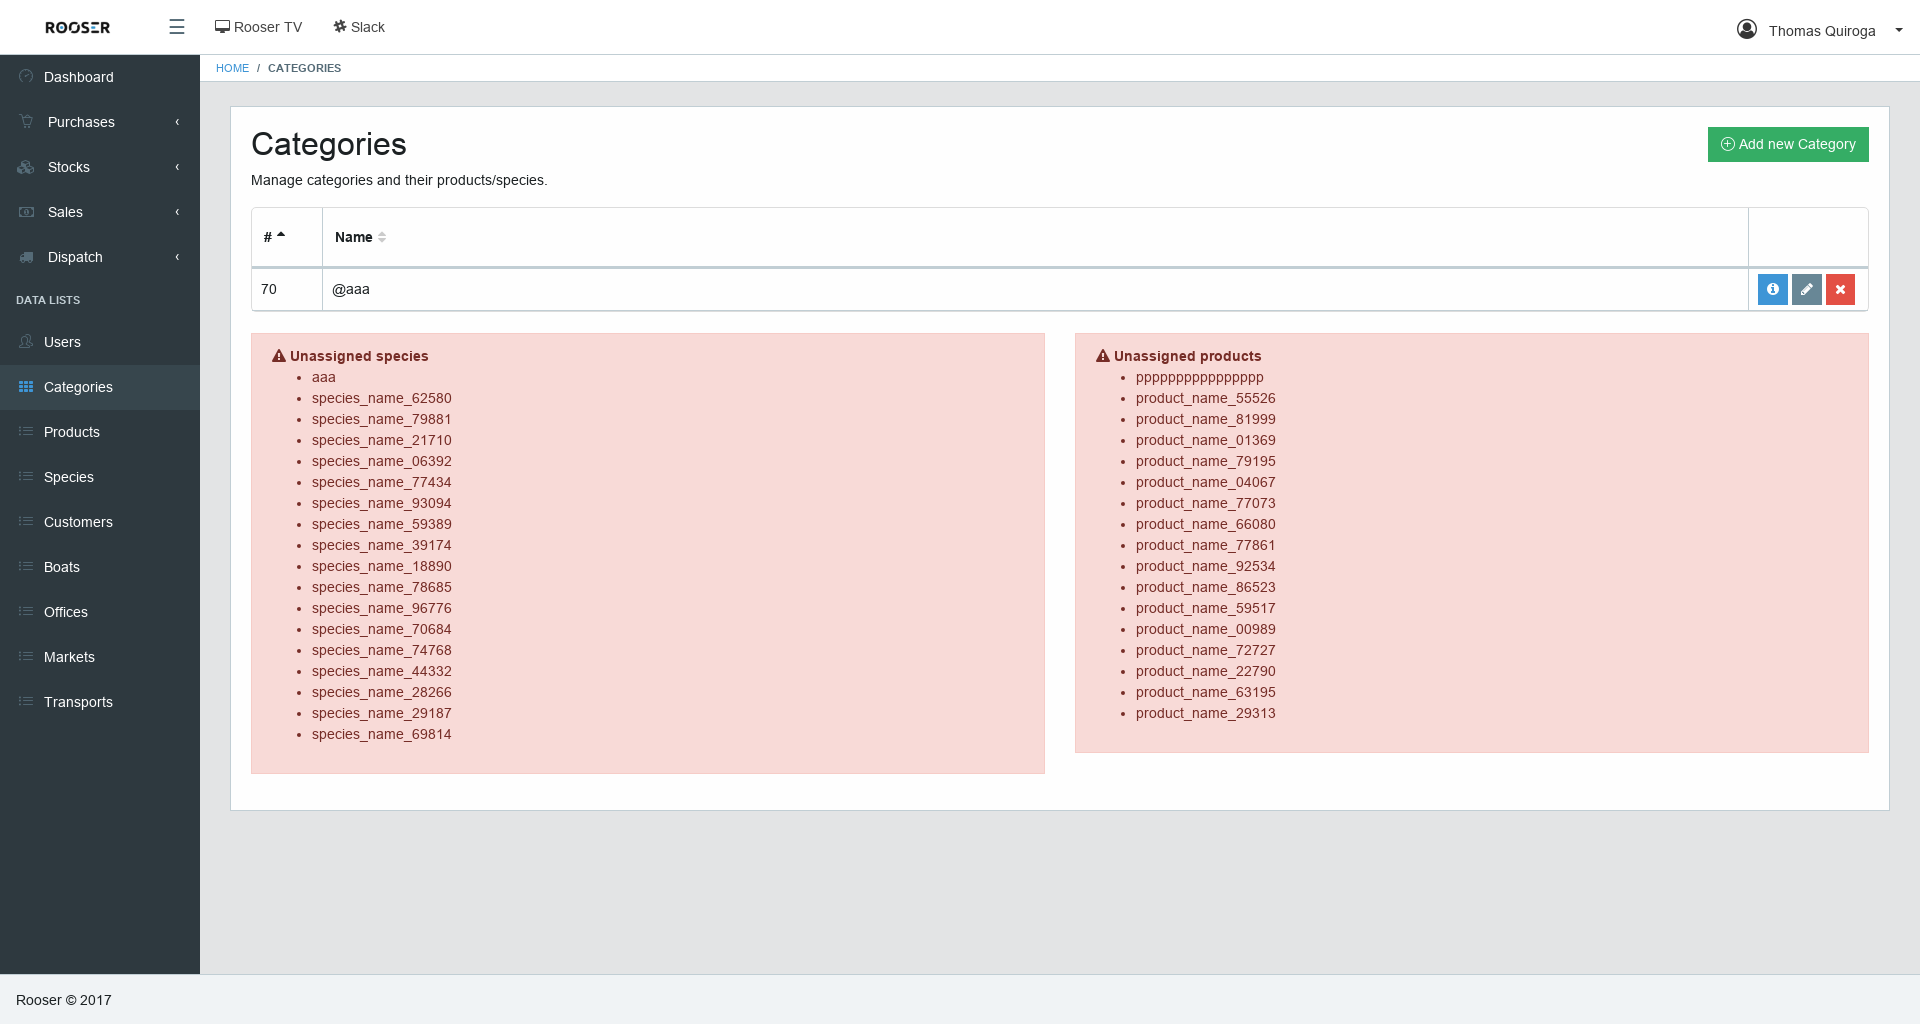 ROOSER
Rooser TV
Slack
Thomas Quiroga
HOME / CATEGORIES
Dashboard
Purchases
Stocks
Sales
Dispatch
DATA LISTS
Users
Categories
Products
Species
Customers
Boats
Offices
Markets
Transports
Categories
Add new Category
Manage categories and their products/species.
# Name
70 @aaa
Unassigned species
aaa
species_name_62580
species_name_79881
species_name_21710
species_name_06392
species_name_77434
species_name_93094
species_name_59389
species_name_39174
species_name_18890
species_name_78685
species_name_96776
species_name_70684
species_name_74768
species_name_44332
species_name_28266
species_name_29187
species_name_69814
Unassigned products
pppppppppppppppp
product_name_55526
product_name_81999
product_name_01369
product_name_79195
product_name_04067
product_name_77073
product_name_66080
product_name_77861
product_name_92534
product_name_86523
product_name_59517
product_name_00989
product_name_72727
product_name_22790
product_name_63195
product_name_29313
Rooser © 2017